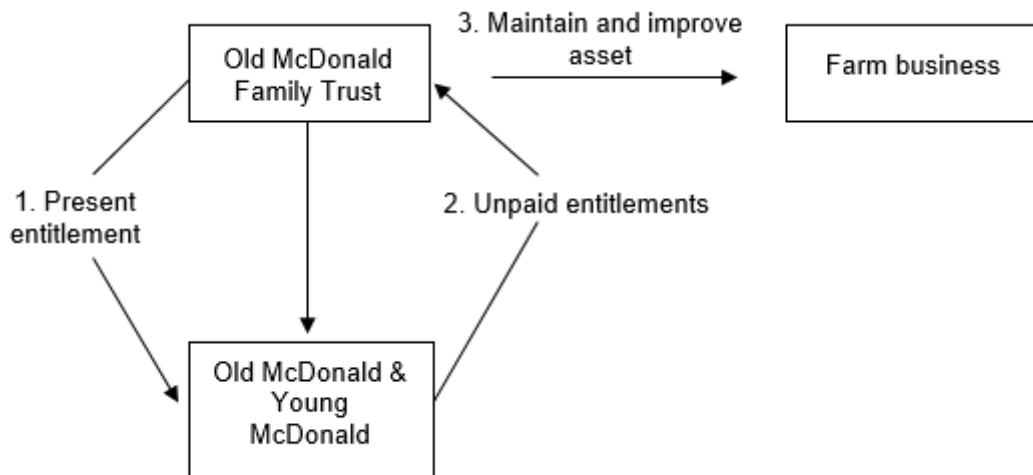 Old McDonald
Family Trust
3. Maintain and improve
asset
Farm business
1. Present
entitlement
2. Unpaid entitlements
Old McDonald &
Young
McDonald